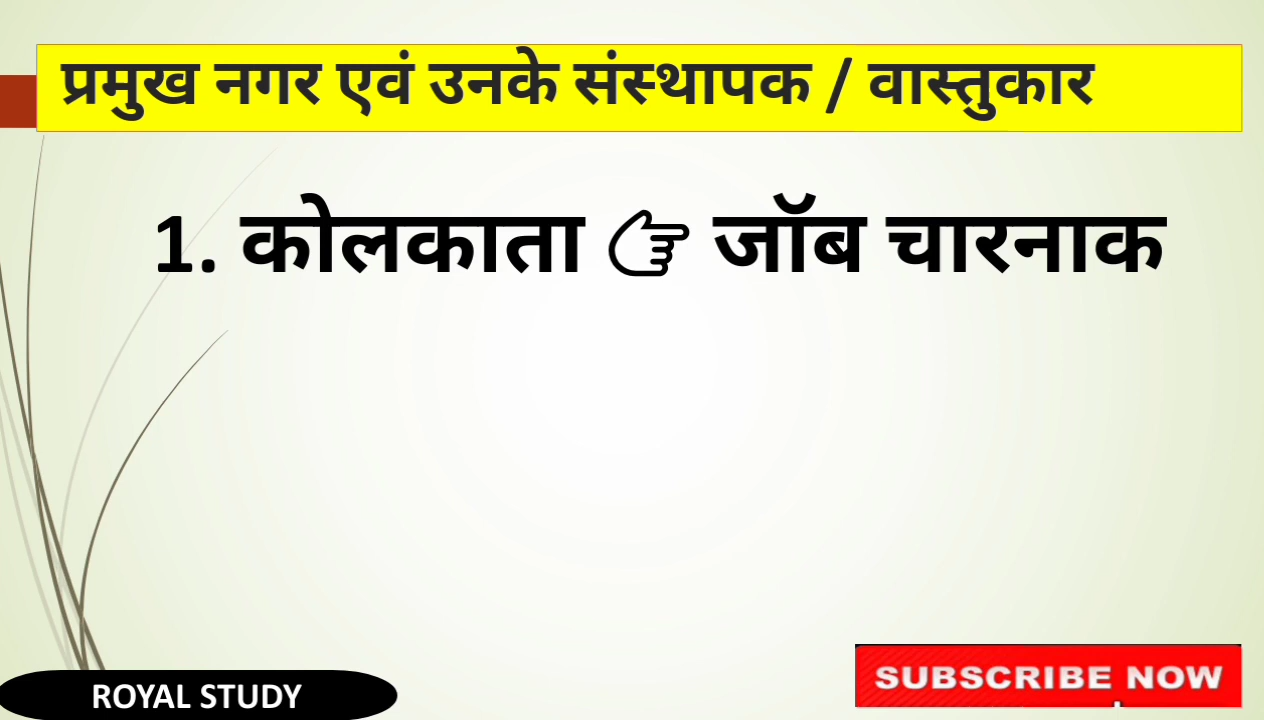 प्रमुख नगर एवं उनके संस्थापक / वास्तुकार
1. कोलकाता 👉 जॉब चारनाक
ROYAL STUDY
SUBSCRIBE NOW